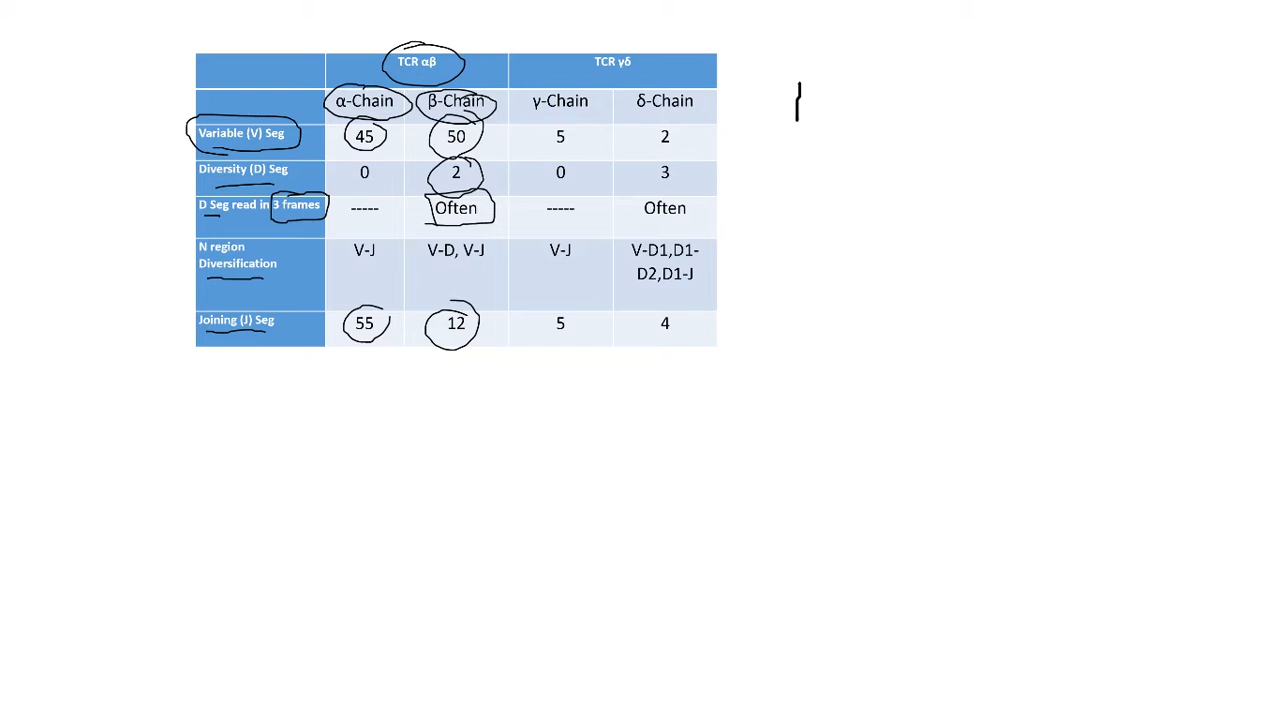 TCR αβ TCR γδ
α-Chain β-Chain γ-Chain δ-Chain
Variable (V) Seg 45 50 5 2
Diversity (D) Seg 0 2 0 3
D Seg read in 3 frames ----- Often ----- Often
N region
Diversification V-J V-D, V-J V-J V-D1,D1-
D2,D1-J
Joining (J) Seg 55 12 5 4